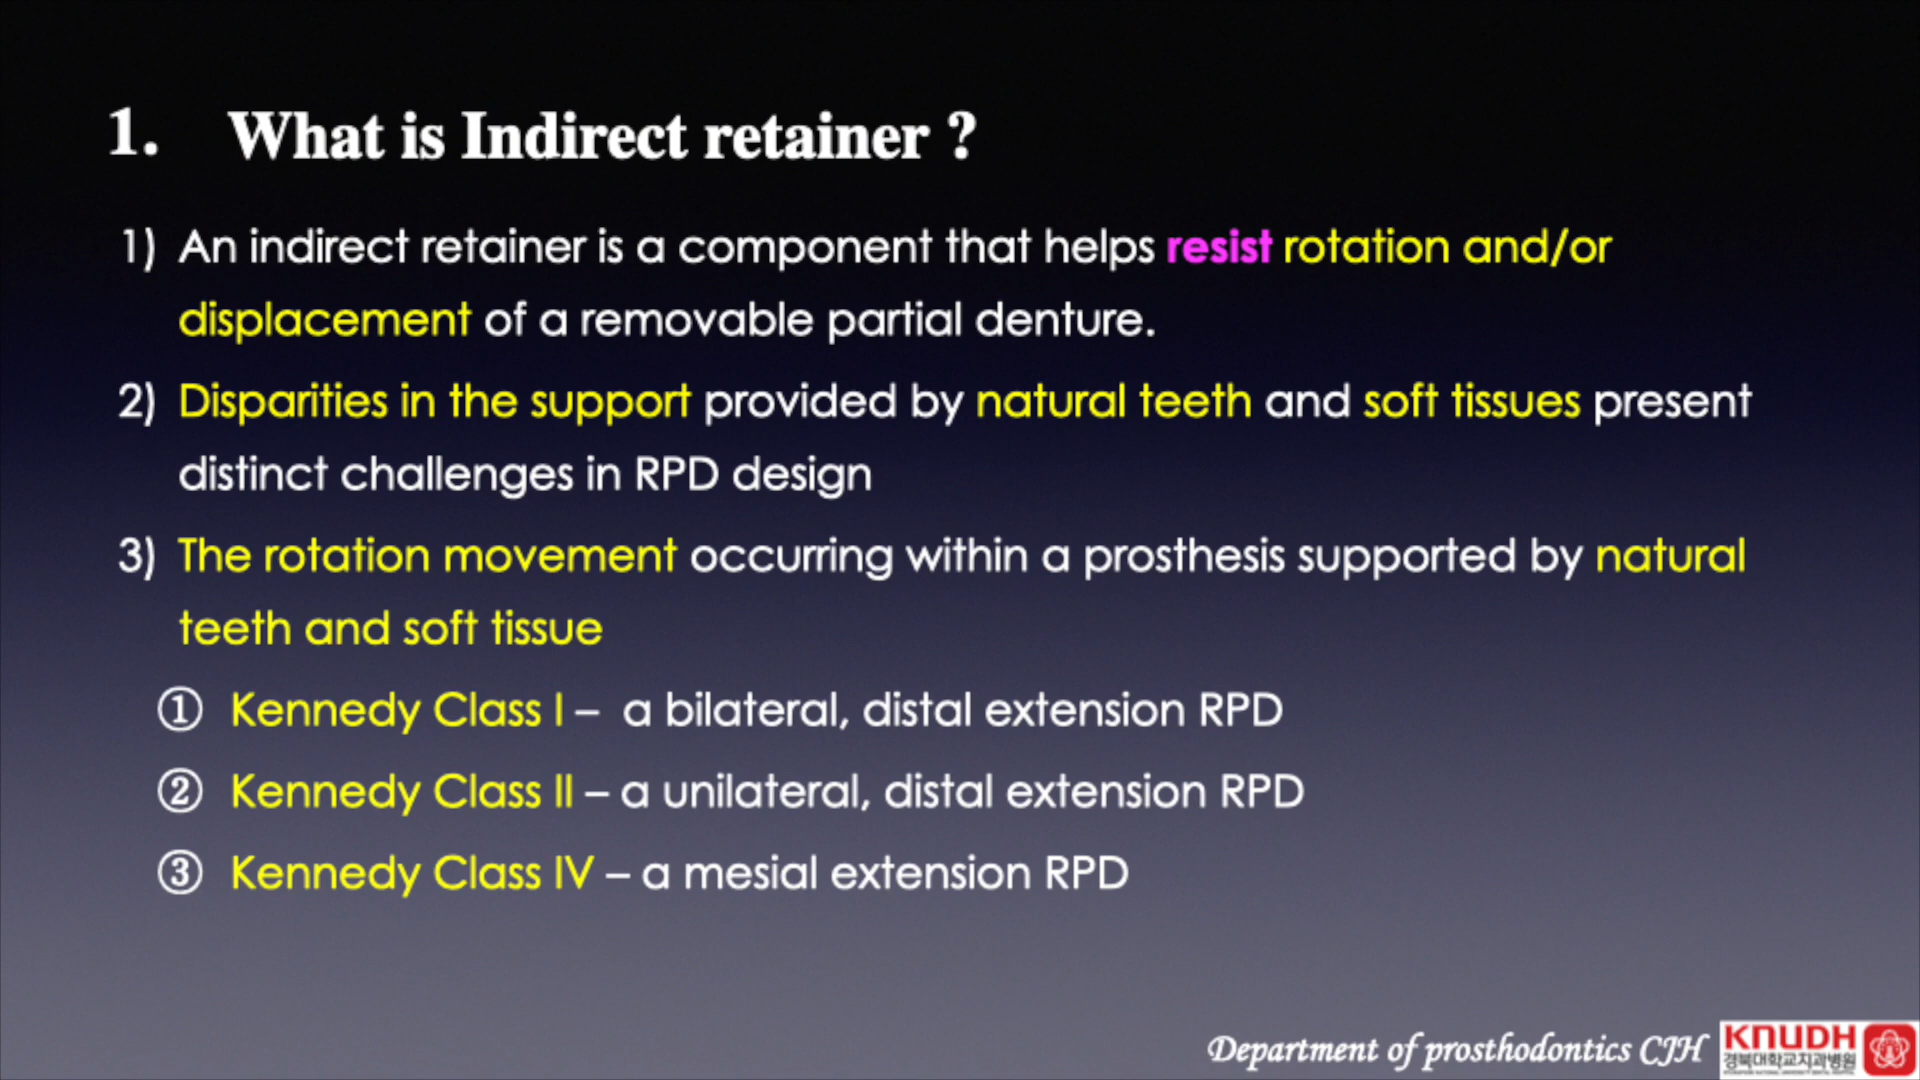 1. What is Indirect retainer ?
1) An indirect retainer is a component that helps resist rotation and/or
displacement of a removable partial denture.
2) Disparities in the support provided by natural teeth and soft tissues present
distinct challenges in RPD design
3) The rotation movement occurring within a prosthesis supported by natural
teeth and soft tissue
① Kennedy Class I – a bilateral, distal extension RPD
② Kennedy Class II – a unilateral, distal extension RPD
③ Kennedy Class IV – a mesial extension RPD
Department of prosthodontics CJH
KNUDH
경북대학교치과병원